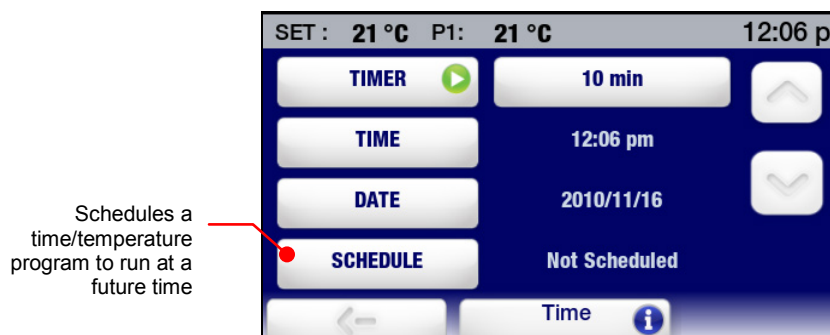 SET : 21 °C P1: 21 °C 12:06 p
TIMER 10 min
TIME 12:06 pm
DATE 2010/11/16
SCHEDULE Not Scheduled
Time
Schedules a
time/temperature
program to run at a
future time